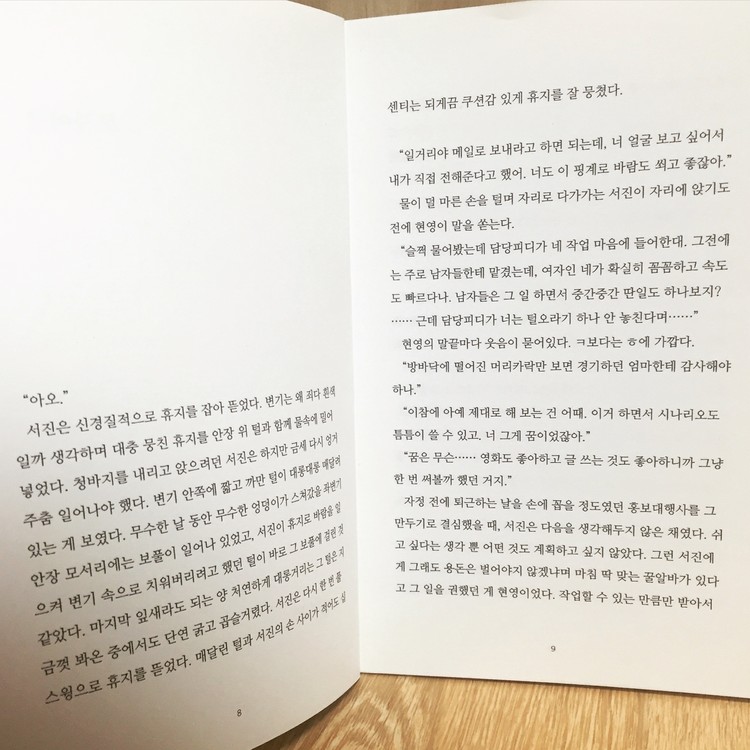 “아오.”
서진은 신경질적으로 휴지를 잡아 뜯었다. 변기는 왜 죄다 흰색
일까 생각하며 대충 뭉친 휴지를 안장 위 털과 함께 물속에 밀어
넣었다. 청바지를 내리고 앉으려던 서진은 하지만 금세 다시 엉거
주춤 일어나야 했다. 변기 안쪽에 짧고 까만 털이 대롱대롱 매달려
있는 게 보였다. 무수한 날 동안 무수한 엉덩이가 스쳐갔을 좌변기
안장 모서리에는 보풀이 일어나 있었고, 서진이 휴지로 바람을 일
으켜 변기 속으로 치워버리려고 했던 털이 바로 그 보풀에 걸린 것
같았다. 마지막 잎새라도 되는 양 처연하게 대롱거리는 그 털은 지
금껏 봐온 중에서도 단연 굵고 곱슬거렸다. 서진은 다시 한 번 풀
스윙으로 휴지를 뜯었다. 매달린 털과 서진의 손 사이가 적어도 십
8
센티는 되게끔 쿠션감 있게 휴지를 잘 뭉쳤다.
“일거리야 메일로 보내라고 하면 되는데, 너 얼굴 보고 싶어서
내가 직접 전해준다고 했어. 너도 이 핑계로 바람도 쐬고 좋잖아.”
물이 덜 마른 손을 털며 자리로 다가가는 서진이 자리에 앉기도
전에 현영이 말을 쏟는다.
“슬쩍 물어봤는데 담당피디가 네 작업 마음에 들어한대. 그전에
는 주로 남자들한테 맡겼는데, 여자인 네가 확실히 꼼꼼하고 속도
도 빠르다나. 남자들은 그 일 하면서 중간중간 딴일도 하나보지?
…… 근데 담당피디가 너는 털오라기 하나 안 놓친다며……”
현영의 말끝마다 웃음이 묻어있다. ㅋ보다는 ㅎ에 가깝다.
“방바닥에 떨어진 머리카락만 보면 경기하던 엄마한테 감사해야
하나.”
“이참에 아예 제대로 해 보는 건 어때. 이거 하면서 시나리오도
틈틈이 쓸 수 있고. 너 그게 꿈이었잖아.”
“꿈은 무슨…… 영화도 좋아하고 글 쓰는 것도 좋아하니까 그냥
한 번 써볼까 했던 거지.”
자정 전에 퇴근하는 날을 손에 꼽을 정도였던 홍보대행사를 그
만두기로 결심했을 때, 서진은 다음을 생각해두지 않은 채였다. 쉬
고 싶다는 생각 뿐 어떤 것도 계획하고 싶지 않았다. 그런 서진에
게 그래도 용돈은 벌어야지 않겠냐며 마침 딱 맞는 꿀알바가 있다
고 그 일을 권했던 게 현영이었다. 작업할 수 있는 만큼만 받아서
9